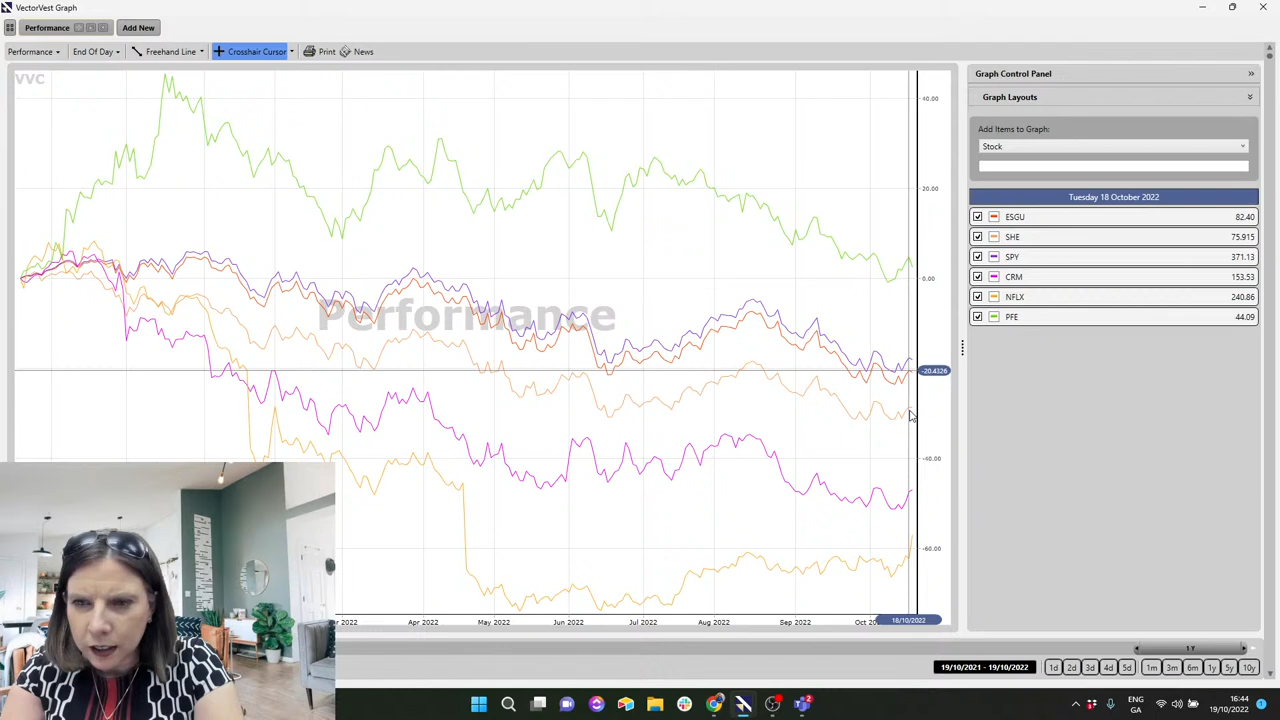 VectorVest Graph
Performance
Add New
Performance
End Of Day
Freehand Line
Crosshair Cursor
Print
News
VVC
Performance
40.00
20.00
0.00
-20.4326
-40.00
-60.00
Apr 2022
May 2022
Jun 2022
Jul 2022
Aug 2022
Sep 2022
18/10/2022
Graph Control Panel
Graph Layouts
Add Items to Graph:
Stock
Tuesday 18 October 2022
ESGU 82.40
SHE 75.915
SPY 371.13
CRM 153.53
NFLX 240.86
PFE 44.09
1 Y
19/10/2021 - 19/10/2022
1d 2d 3d 4d 5d 1m 3m 6m 1y 5y 10y
ENG
GA
16:44
19/10/2022